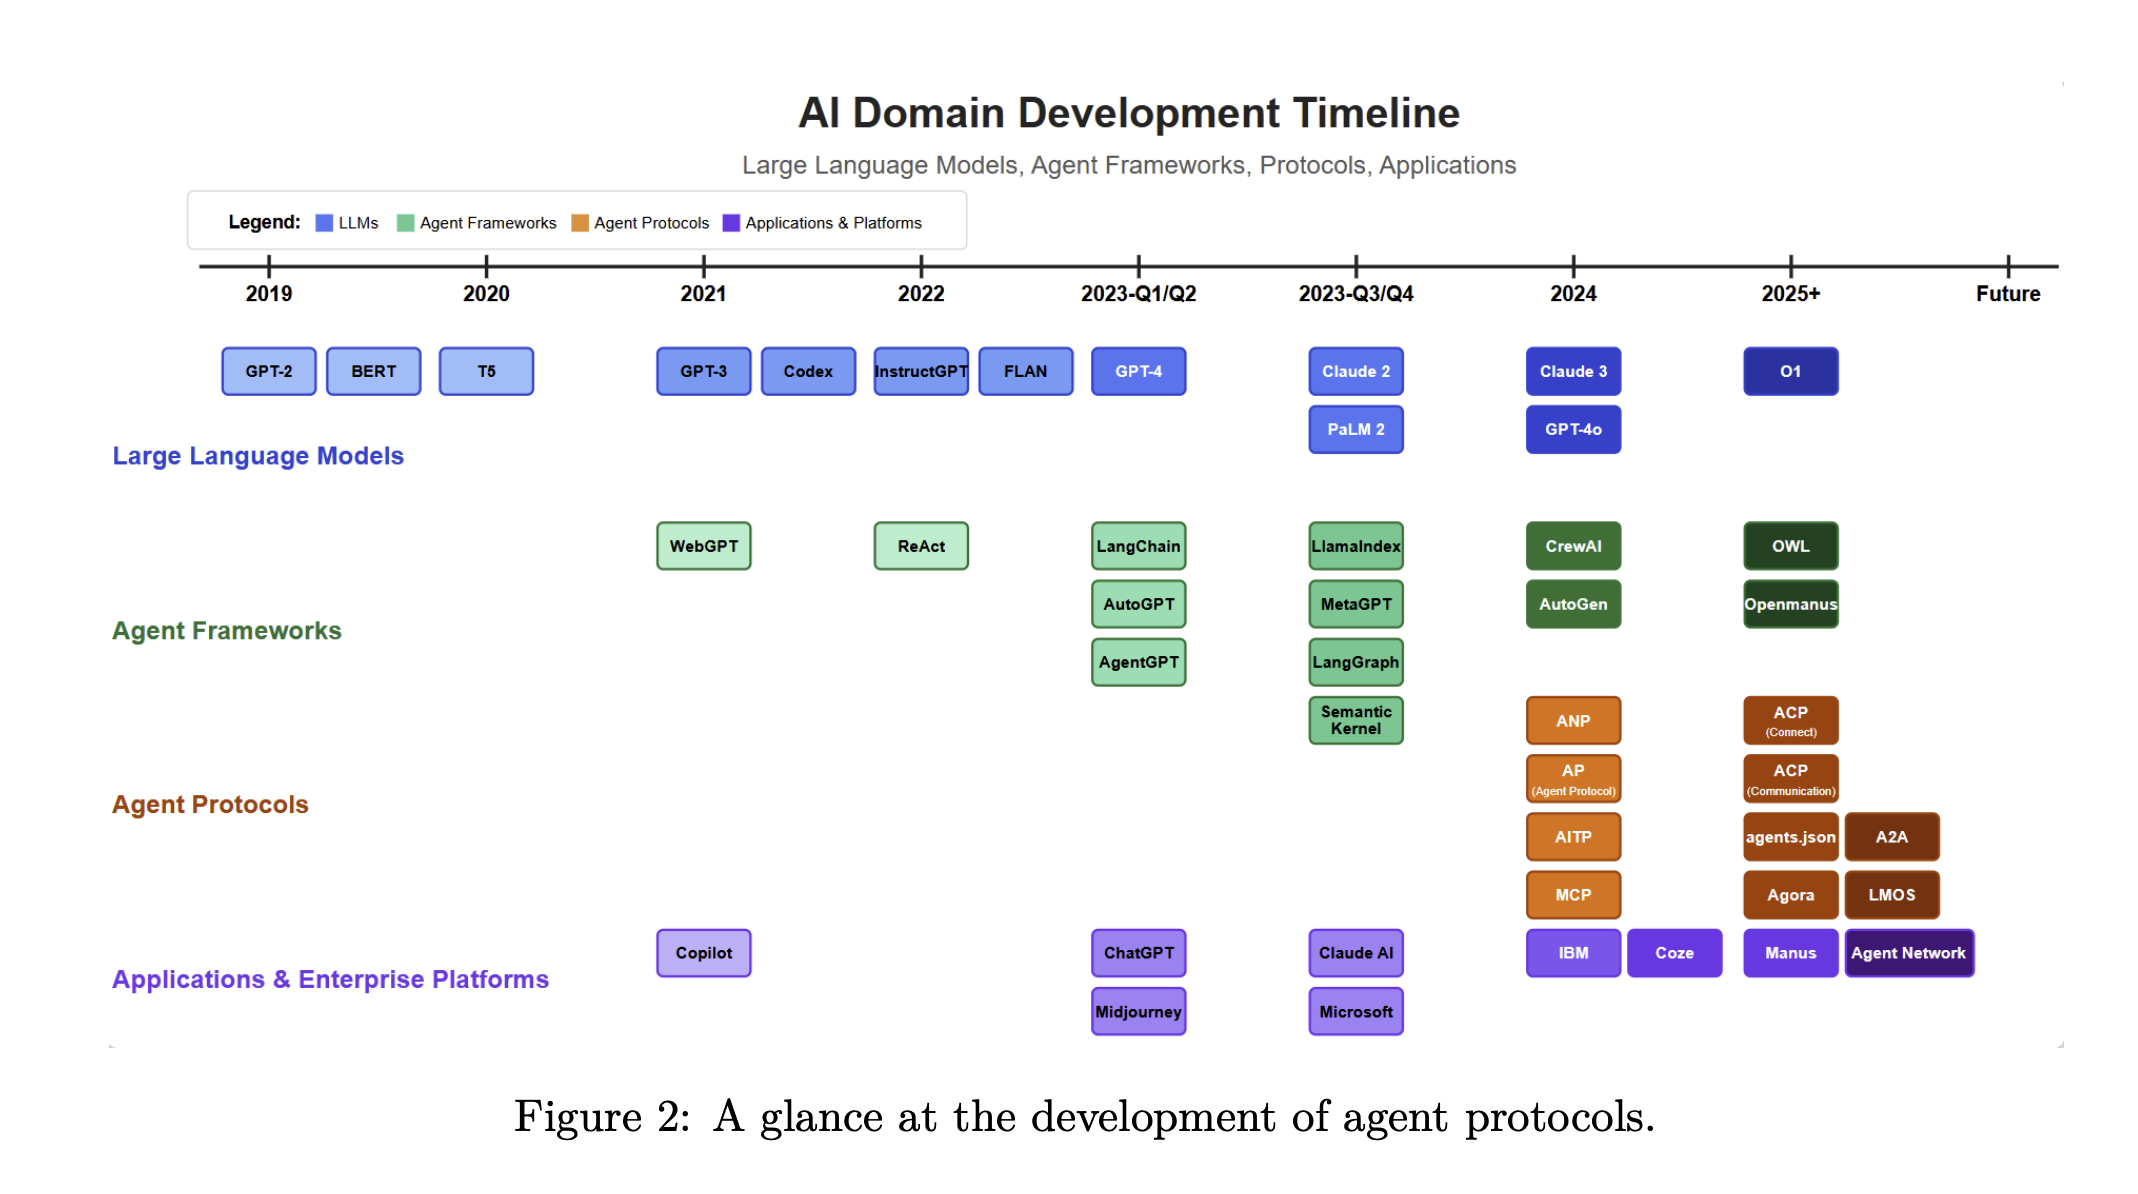 AI Domain Development Timeline
Large Language Models, Agent Frameworks, Protocols, Applications
Legend: LLMs Agent Frameworks Agent Protocols Applications & Platforms
2019 2020 2021 2022 2023-Q1/Q2 2023-Q3/Q4 2024 2025+ Future
GPT-2 BERT T5 GPT-3 Codex InstructGPT FLAN GPT-4 Claude 2 Claude 3 O1
PaLM 2 GPT-4o
Large Language Models
WebGPT ReAct LangChain LlamaIndex CrewAI OWL
AutoGPT MetaGPT AutoGen Openmanus
Agent Frameworks
AgentGPT LangGraph
Semantic
Kernel
ANP
ACP
(Connect)
AP
(Agent Protocol)
ACP
(Communication)
Agent Protocols
AITP agents.json A2A
MCP Agora LMOS
Copilot ChatGPT Claude AI IBM Coze Manus Agent Network
Applications & Enterprise Platforms
Midjourney Microsoft
Figure 2: A glance at the development of agent protocols.